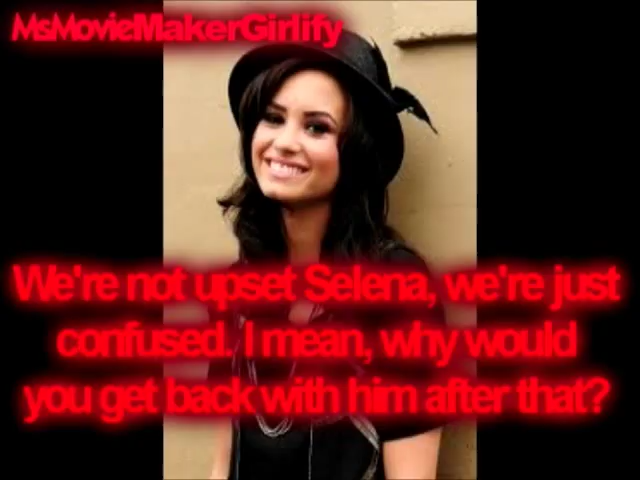 MsMovieMakerGirlify
We're not upset Selena, we're just
confused. I mean, why would
you get back with him after that?